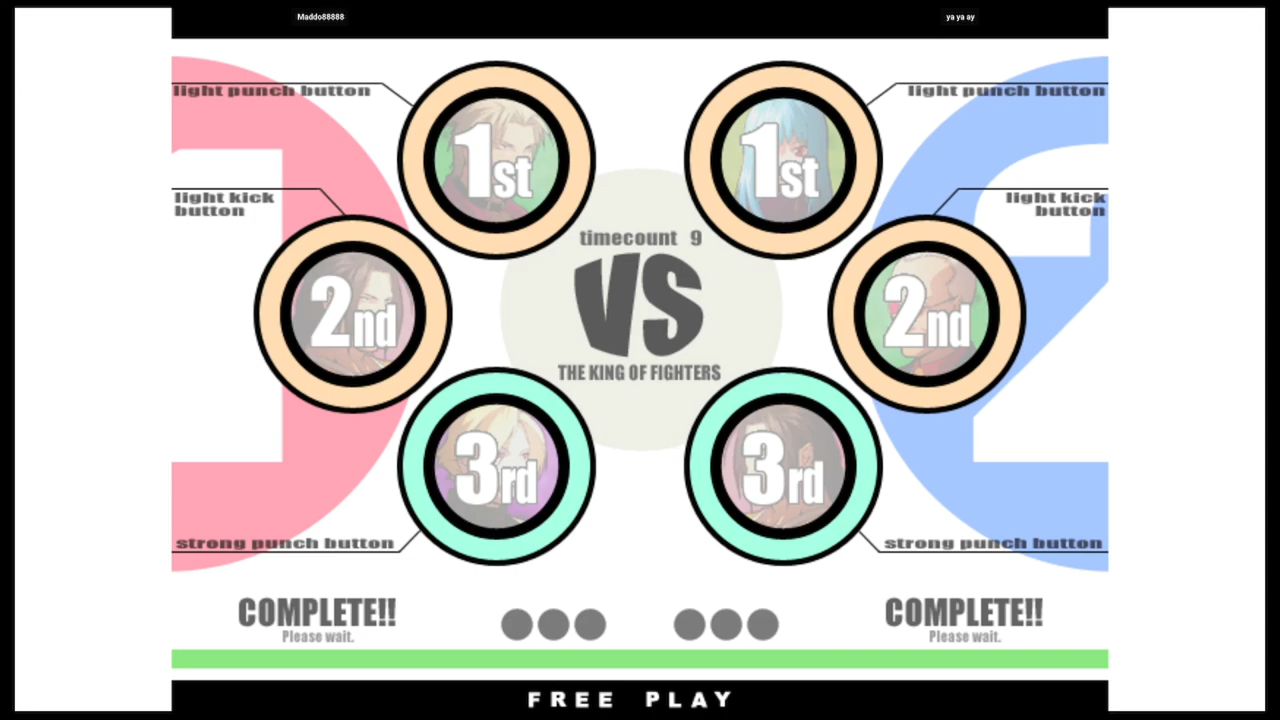 Maddo88888
ya ya ay
light punch button
light punch button
1st
1st
light kick
button
light kick
button
timecount 9
VS
THE KING OF FIGHTERS
2nd
2nd
3rd
3rd
strong punch button
strong punch button
COMPLETE!!
Please wait.
COMPLETE!!
Please wait.
FREE PLAY